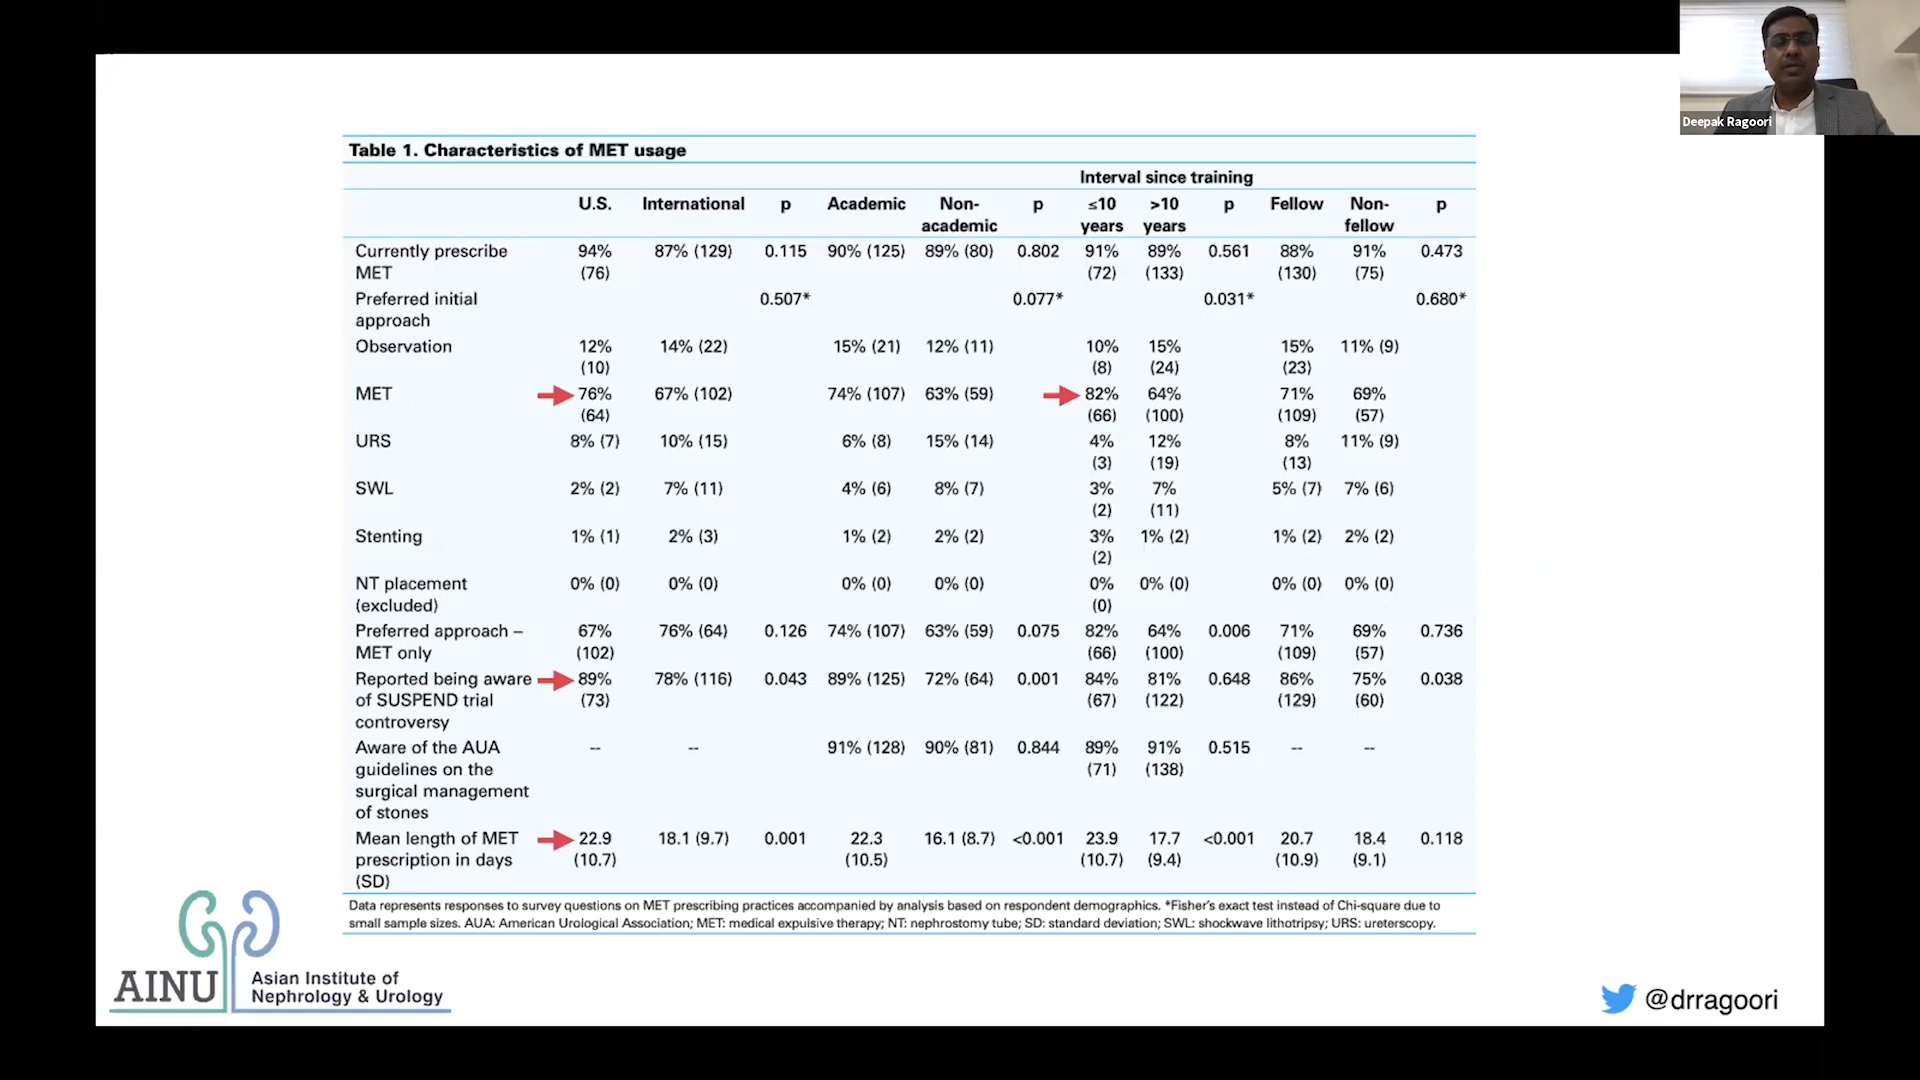 Deepak Ragoori
Table 1. Characteristics of MET usage
Interval since training
U.S. International p Academic Non-academic p ≤10 years >10 years p Fellow Non-fellow p
Currently prescribe MET 94% (76) 87% (129) 0.115 90% (125) 89% (80) 0.802 91% (72) 89% (133) 0.561 88% (130) 91% (75) 0.473
Preferred initial approach 0.507* 0.077* 0.031* 0.680*
Observation 12% (10) 14% (22) 15% (21) 12% (11) 10% (8) 15% (24) 15% (23) 11% (9)
MET 76% (64) 67% (102) 74% (107) 63% (59) 82% (66) 64% (100) 71% (109) 69% (57)
URS 8% (7) 10% (15) 6% (8) 15% (14) 4% (3) 12% (19) 8% (13) 11% (9)
SWL 2% (2) 7% (11) 4% (6) 8% (7) 3% (2) 7% (11) 5% (7) 7% (6)
Stenting 1% (1) 2% (3) 1% (2) 2% (2) 3% (2) 1% (2) 1% (2) 2% (2)
NT placement (excluded) 0% (0) 0% (0) 0% (0) 0% (0) 0% (0) 0% (0) 0% (0) 0% (0)
Preferred approach – MET only 67% (102) 76% (64) 0.126 74% (107) 63% (59) 0.075 82% (66) 64% (100) 0.006 71% (109) 69% (57) 0.736
Reported being aware of SUSPEND trial controversy 89% (73) 78% (116) 0.043 89% (125) 72% (64) 0.001 84% (67) 81% (122) 0.648 86% (129) 75% (60) 0.038
Aware of the AUA guidelines on the surgical management of stones -- -- 91% (128) 90% (81) 0.844 89% (71) 91% (138) 0.515 -- --
Mean length of MET prescription in days (SD) 22.9 (10.7) 18.1 (9.7) 0.001 22.3 (10.5) 16.1 (8.7) <0.001 23.9 (10.7) 17.7 (9.4) <0.001 20.7 (10.9) 18.4 (9.1) 0.118
Data represents responses to survey questions on MET prescribing practices accompanied by analysis based on respondent demographics. *Fisher's exact test instead of Chi-square due to
small sample sizes. AUA: American Urological Association; MET: medical expulsive therapy; NT: nephrostomy tube; SD: standard deviation; SWL: shockwave lithotripsy; URS: ureterscopy.
AINU
Asian Institute of
Nephrology & Urology
@drragoori